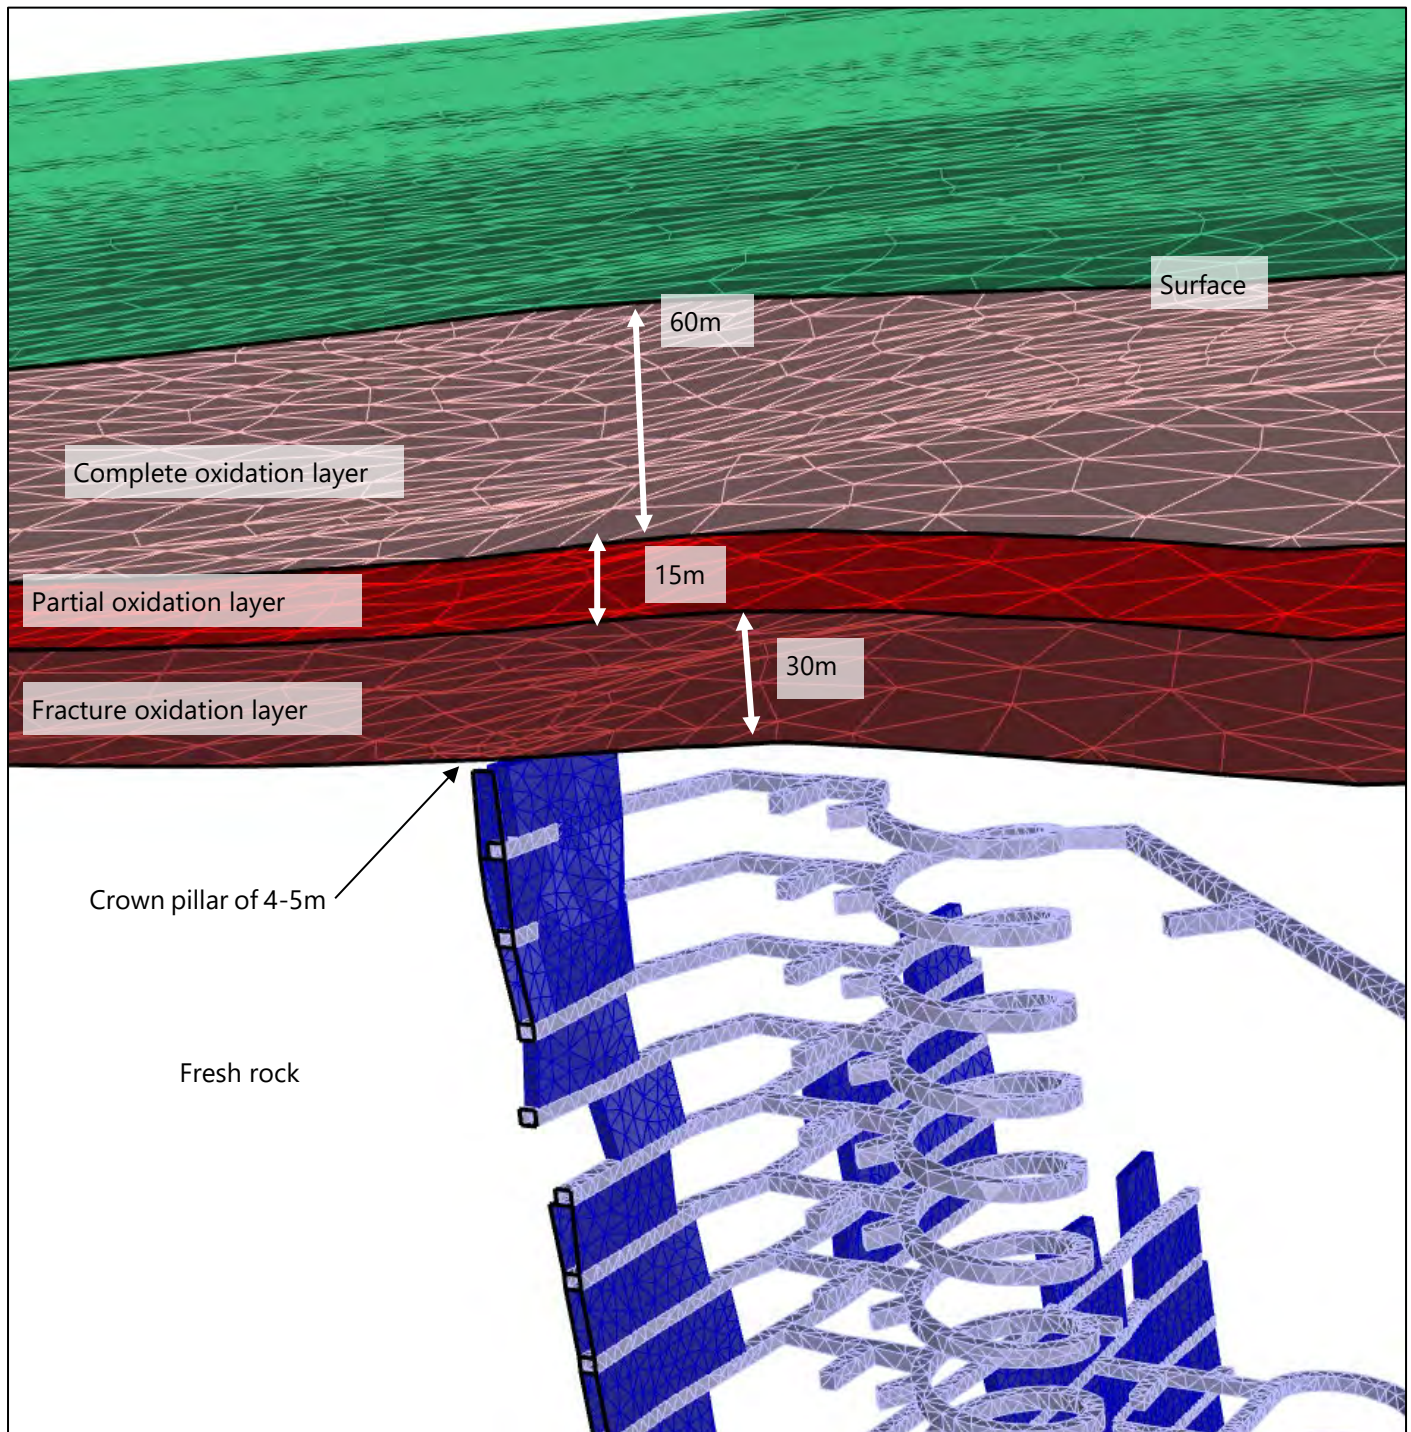 Surface
60m
Complete oxidation layer
15m
Partial oxidation layer
30m
Fracture oxidation layer
Crown pillar of 4-5m
Fresh rock